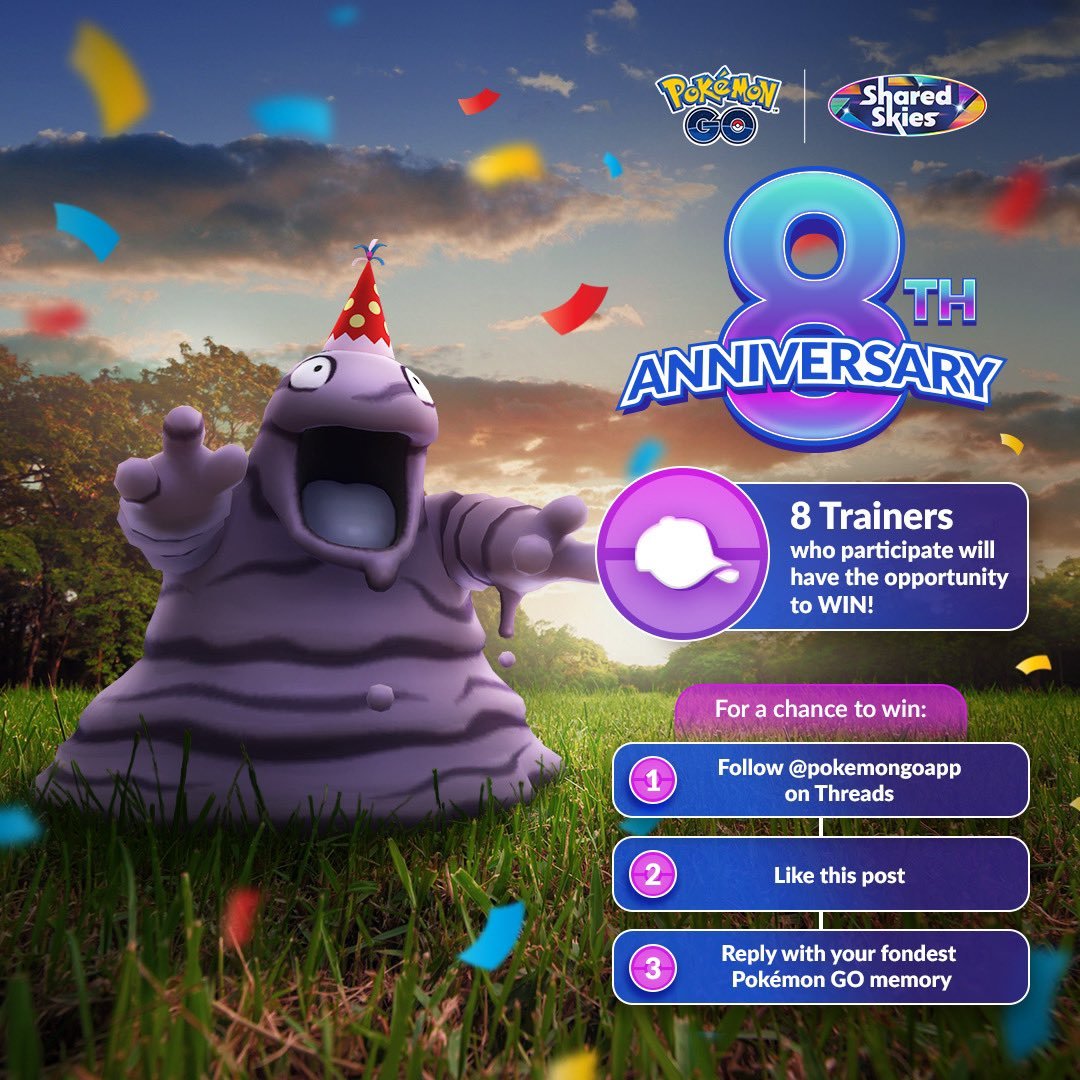 POKÉMON
GO
Shared
Skies
8TH
ANNIVERSARY
8 Trainers
who participate will
have the opportunity
to WIN!
For a chance to win:
1
Follow @pokemongoapp
on Threads
2
Like this post
3
Reply with your fondest
Pokémon GO memory